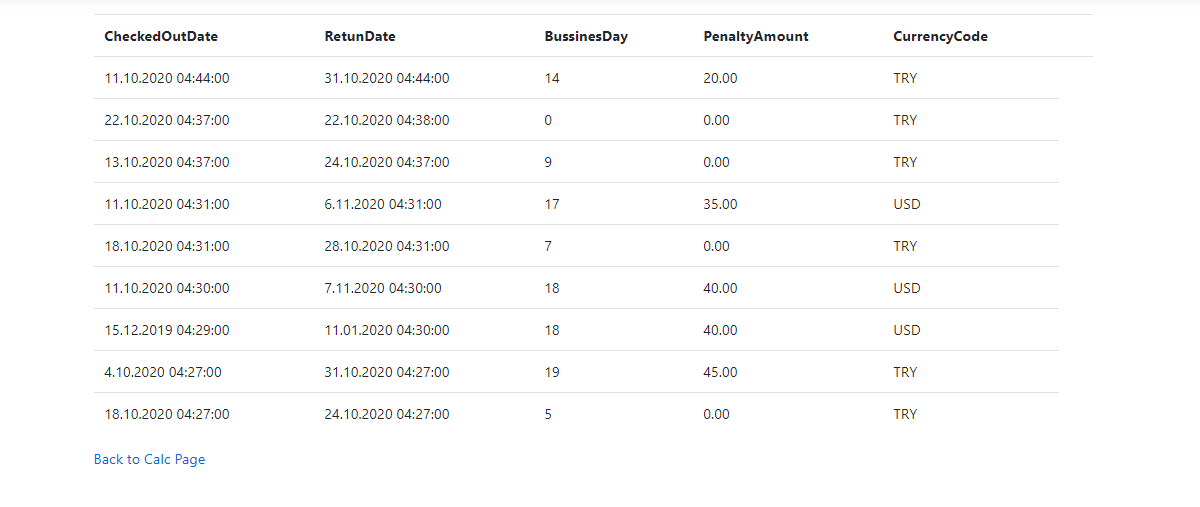 CheckedOutDate RetunDate BussinesDay PenaltyAmount CurrencyCode
11.10.2020 04:44:00 31.10.2020 04:44:00 14 20.00 TRY
22.10.2020 04:37:00 22.10.2020 04:38:00 0 0.00 TRY
13.10.2020 04:37:00 24.10.2020 04:37:00 9 0.00 TRY
11.10.2020 04:31:00 6.11.2020 04:31:00 17 35.00 USD
18.10.2020 04:31:00 28.10.2020 04:31:00 7 0.00 TRY
11.10.2020 04:30:00 7.11.2020 04:30:00 18 40.00 USD
15.12.2019 04:29:00 11.01.2020 04:30:00 18 40.00 USD
4.10.2020 04:27:00 31.10.2020 04:27:00 19 45.00 TRY
18.10.2020 04:27:00 24.10.2020 04:27:00 5 0.00 TRY
Back to Calc Page